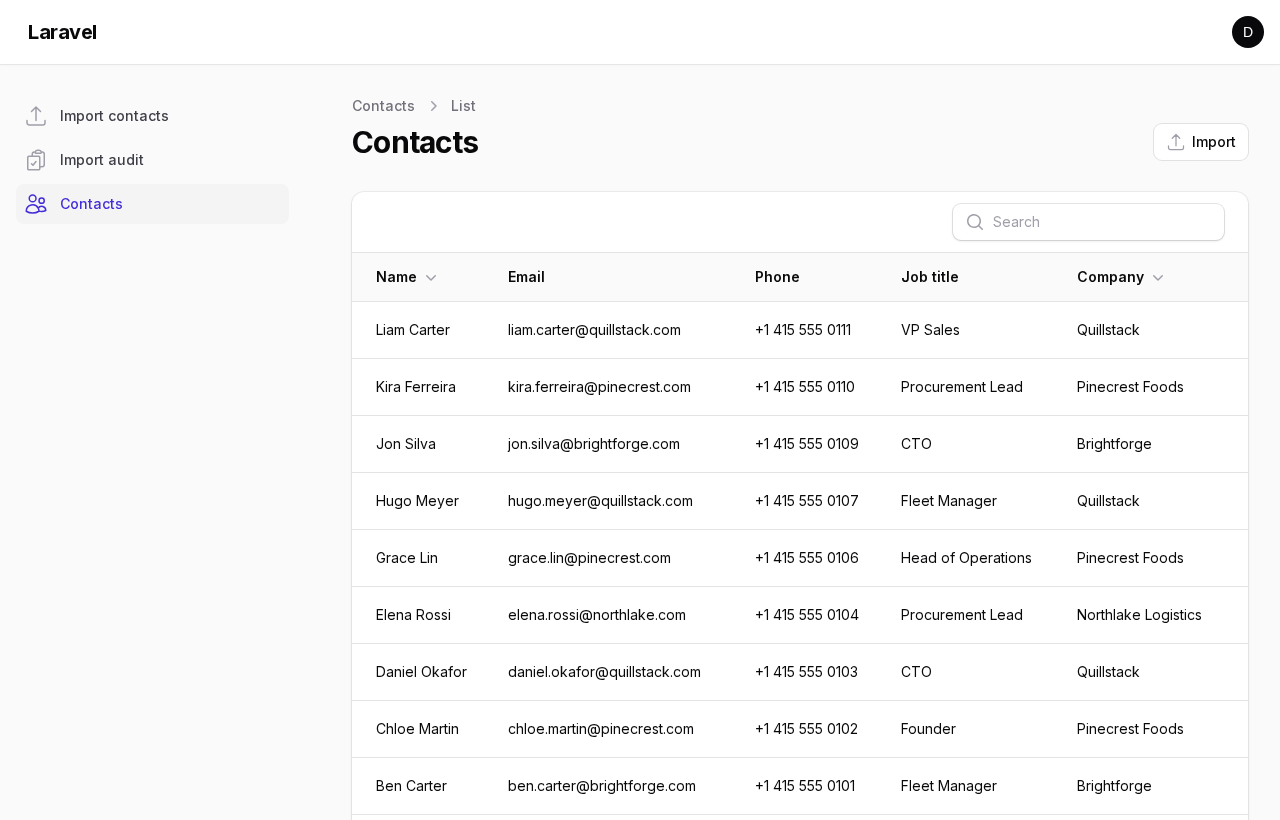 Laravel
D
Import contacts
Import audit
Contacts
Contacts List
Contacts
Import
Search
Name Email Phone Job title Company
Liam Carter liam.carter@quillstack.com +1 415 555 0111 VP Sales Quillstack
Kira Ferreira kira.ferreira@pinecrest.com +1 415 555 0110 Procurement Lead Pinecrest Foods
Jon Silva jon.silva@brightforge.com +1 415 555 0109 CTO Brightforge
Hugo Meyer hugo.meyer@quillstack.com +1 415 555 0107 Fleet Manager Quillstack
Grace Lin grace.lin@pinecrest.com +1 415 555 0106 Head of Operations Pinecrest Foods
Elena Rossi elena.rossi@northlake.com +1 415 555 0104 Procurement Lead Northlake Logistics
Daniel Okafor daniel.okafor@quillstack.com +1 415 555 0103 CTO Quillstack
Chloe Martin chloe.martin@pinecrest.com +1 415 555 0102 Founder Pinecrest Foods
Ben Carter ben.carter@brightforge.com +1 415 555 0101 Fleet Manager Brightforge